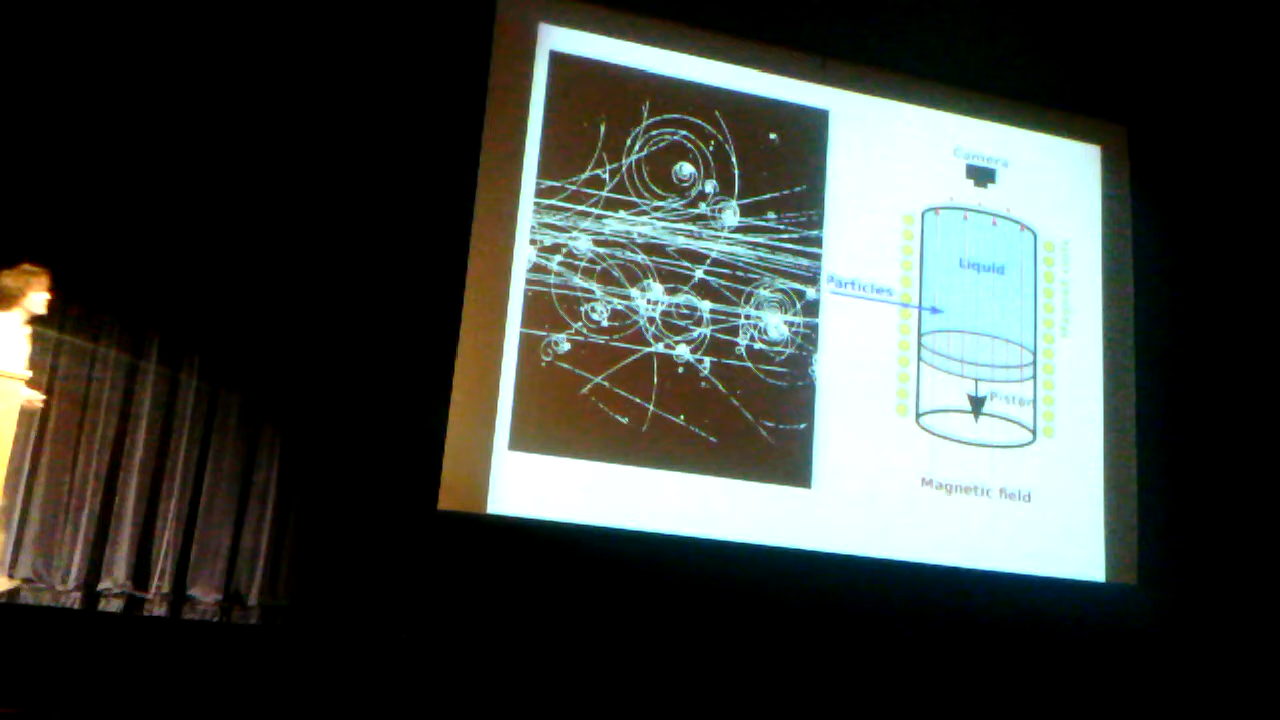 Camera
Liquid
Particles
Piston
Magnetic field